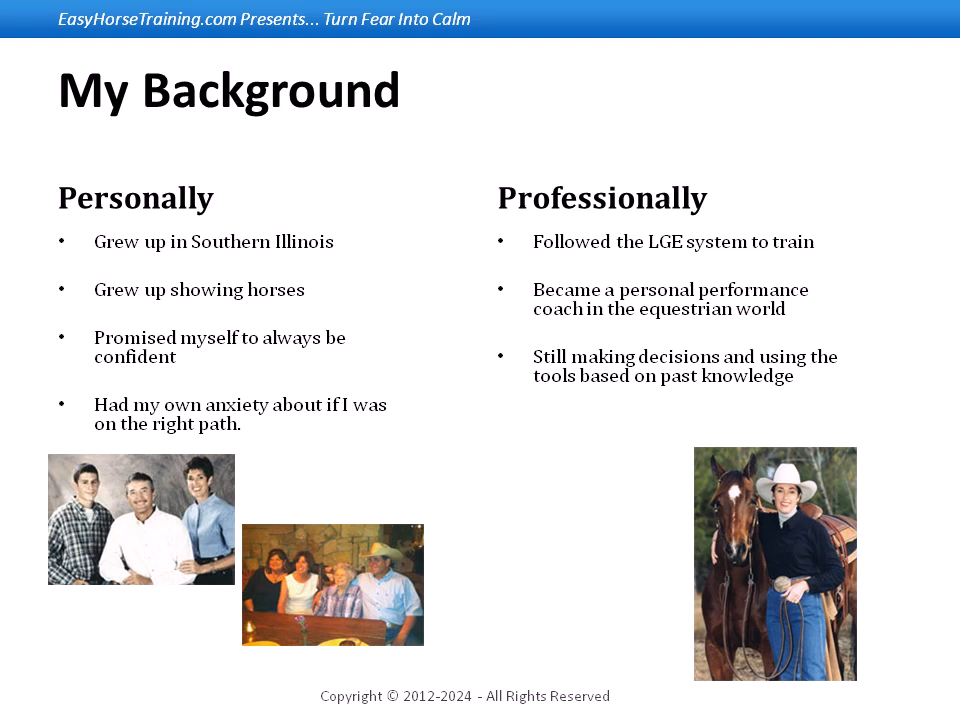 EasyHorseTraining.com Presents... Turn Fear Into Calm
My Background
Personally
• Grew up in Southern Illinois
• Grew up showing horses
• Promised myself to always be
confident
• Had my own anxiety about if I was
on the right path.
Professionally
• Followed the LGE system to train
• Became a personal performance
coach in the equestrian world
• Still making decisions and using the
tools based on past knowledge
Copyright © 2012-2024 - All Rights Reserved